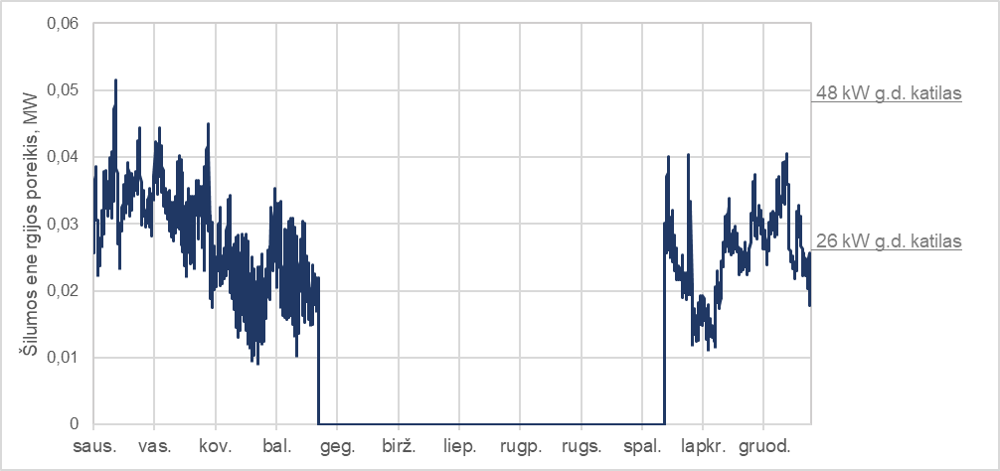 0,06
0,05
0,04
0,03
0,02
0,01
0
Šilumos ene rgijos poreikis, MW
48 kW g.d. katilas
26 kW g.d. katilas
saus. vas. kov. bal. geg. birž. liep. rugp. rugs. spal. lapkr. gruod.